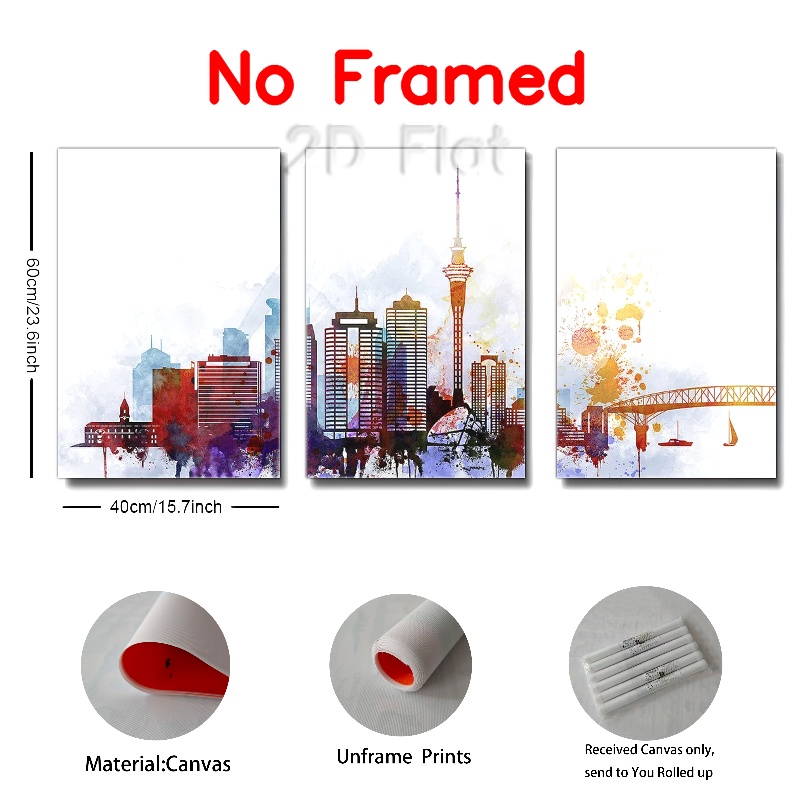 No Framed
2D Flat
60cm/23.6inch
40cm/15.7inch
Material:Canvas
Unframe Prints
Received Canvas only,
send to You Rolled up